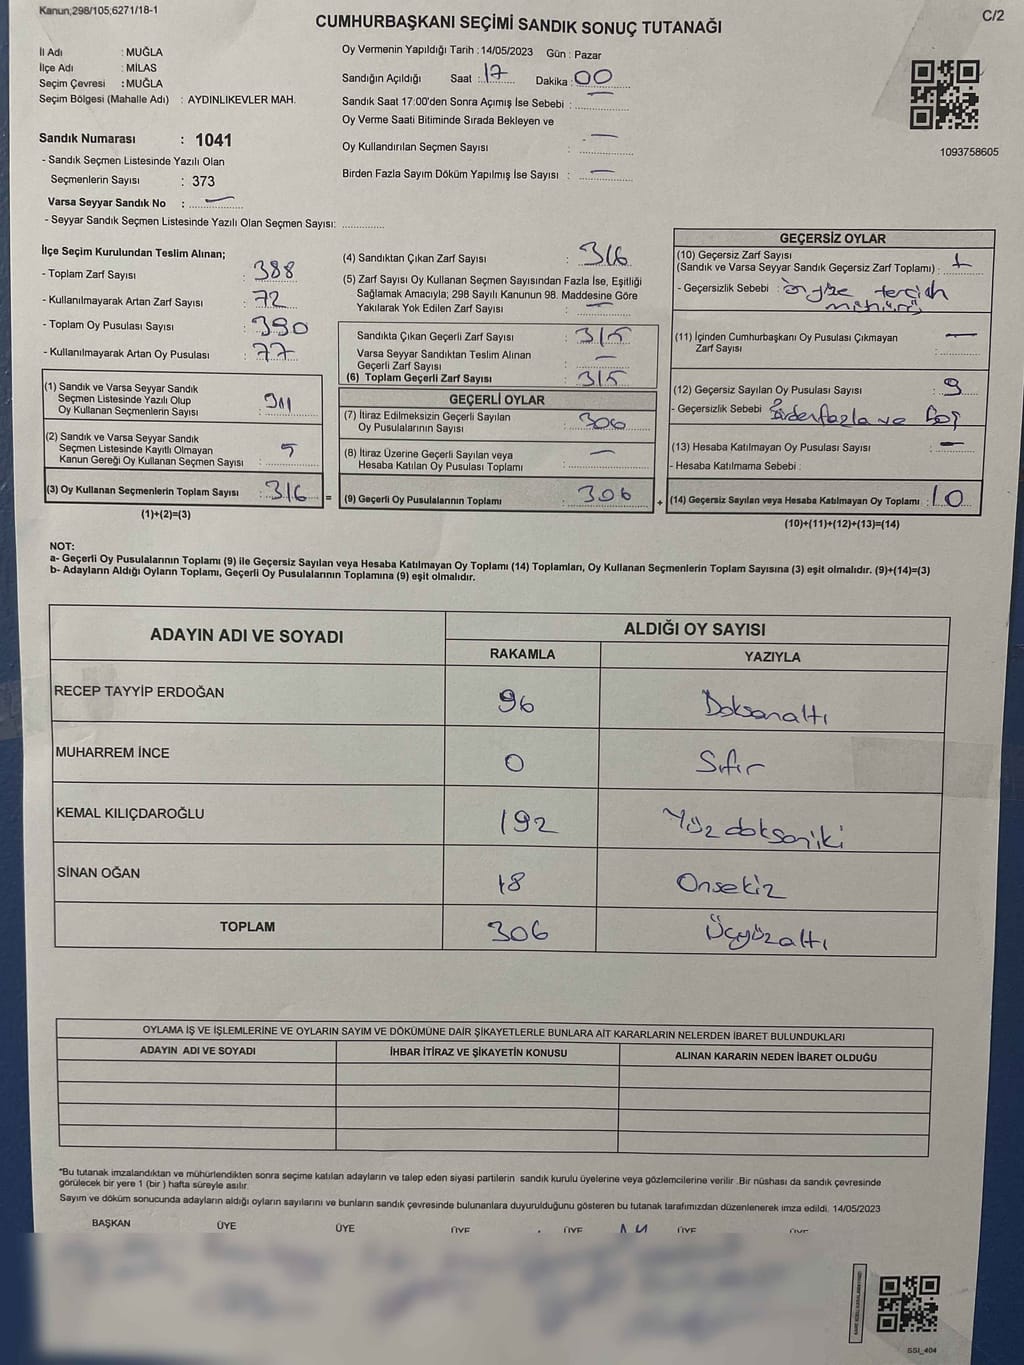 Kanun;298/105;6271/18-1
C/2
CUMHURBAŞKANI SEÇİMİ SANDIK SONUÇ TUTANAĞI
İl Adı : MUĞLA
İlçe Adı : MİLAS
Seçim Çevresi : MUĞLA
Seçim Bölgesi (Mahalle Adı) : AYDINLIKEVLER MAH.
Sandık Numarası : 1041
- Sandık Seçmen Listesinde Yazılı Olan
Seçmenlerin Sayısı : 373
Varsa Seyyar Sandık No : —
- Seyyar Sandık Seçmen Listesinde Yazılı Olan Seçmen Sayısı:
Oy Vermenin Yapıldığı Tarih : 14/05/2023 Gün : Pazar
Sandığın Açıldığı Saat : 17 Dakika : 00
Sandık Saat 17:00'den Sonra Açımış İse Sebebi : —
Oy Verme Saati Bitiminde Sırada Bekleyen ve
Oy Kullandırılan Seçmen Sayısı : —
Birden Fazla Sayım Döküm Yapılmış İse Sayısı : —
1093758605
İlçe Seçim Kurulundan Teslim Alınan;
- Toplam Zarf Sayısı : 388
- Kullanılmayarak Artan Zarf Sayısı : 72
- Toplam Oy Pusulası Sayısı : 390
- Kullanılmayarak Artan Oy Pusulası : 77
(1) Sandık ve Varsa Seyyar Sandık
Seçmen Listesinde Yazılı Olup
Oy Kullanan Seçmenlerin Sayısı : 311
(2) Sandık ve Varsa Seyyar Sandık
Seçmen Listesinde Kayıtlı Olmayan
Kanun Gereği Oy Kullanan Seçmen Sayısı : 5
(3) Oy Kullanan Seçmenlerin Toplam Sayısı : 316 =
(1)+(2)=(3)
(4) Sandıktan Çıkan Zarf Sayısı : 316
(5) Zarf Sayısı Oy Kullanan Seçmen Sayısından Fazla İse, Eşitliği
Sağlamak Amacıyla; 298 Sayılı Kanunun 98. Maddesine Göre
Yakılarak Yok Edilen Zarf Sayısı : —
Sandıkta Çıkan Geçerli Zarf Sayısı : 315
Varsa Seyyar Sandıktan Teslim Alınan
Geçerli Zarf Sayısı : —
(6) Toplam Geçerli Zarf Sayısı : 315
GEÇERLİ OYLAR
(7) İtiraz Edilmeksizin Geçerli Sayılan
Oy Pusulalarının Sayısı : 306
(8) İtiraz Üzerine Geçerli Sayılan veya
Hesaba Katılan Oy Pusulası Toplamı : —
(9) Geçerli Oy Pusulalarının Toplamı : 306 +
GEÇERSİZ OYLAR
(10) Geçersiz Zarf Sayısı
(Sandık ve Varsa Seyyar Sandık Geçersiz Zarf Toplamı) : 1
- Geçersizlik Sebebi : tercih
mührü
(11) İçinden Cumhurbaşkanı Oy Pusulası Çıkmayan
Zarf Sayısı : —
(12) Geçersiz Sayılan Oy Pusulası Sayısı : 9
- Geçersizlik Sebebi : Birden fazla ve Boş
(13) Hesaba Katılmayan Oy Pusulası Sayısı : —
- Hesaba Katılmama Sebebi :
(14) Geçersiz Sayılan veya Hesaba Katılmayan Oy Toplamı : 10
(10)+(11)+(12)+(13)=(14)
NOT:
a- Geçerli Oy Pusulalarının Toplamı (9) ile Geçersiz Sayılan veya Hesaba Katılmayan Oy Toplamı (14) Toplamları, Oy Kullanan Seçmenlerin Toplam Sayısına (3) eşit olmalıdır. (9)+(14)=(3)
b- Adayların Aldığı Oyların Toplamı, Geçerli Oy Pusulalarının Toplamına (9) eşit olmalıdır.
ADAYIN ADI VE SOYADI ALDIĞI OY SAYISI
RAKAMLA YAZIYLA
RECEP TAYYİP ERDOĞAN 96 Doksanaltı
MUHARREM İNCE 0 Sıfır
KEMAL KILIÇDAROĞLU 192 Yüz doksaniki
SİNAN OĞAN 18 Onsekiz
TOPLAM 306 Üçyüzaltı
OYLAMA İŞ VE İŞLEMLERİNE VE OYLARIN SAYIM VE DÖKÜMÜNE DAİR ŞİKAYETLERLE BUNLARA AİT KARARLARIN NELERDEN İBARET BULUNDUKLARI
ADAYIN ADI VE SOYADI İHBAR İTİRAZ VE ŞİKAYETİN KONUSU ALINAN KARARIN NEDEN İBARET OLDUĞU
*Bu tutanak imzalandıktan ve mühürlendikten sonra seçime katılan adayların ve talep eden siyasi partilerin sandık kurulu üyelerine veya gözlemcilerine verilir .Bir nüshası da sandık çevresinde
görülecek bir yere 1 (bir ) hafta süreyle asılır.
Sayım ve döküm sonucunda adayların aldığı oyların sayılarını ve bunların sandık çevresinde bulunanlara duyurulduğunu gösteren bu tutanak tarafımızdan düzenlenerek imza edildi. 14/05/2023
BAŞKAN ÜYE ÜYE ÜYE ÜYE ÜYE ÜYE
SSI_404